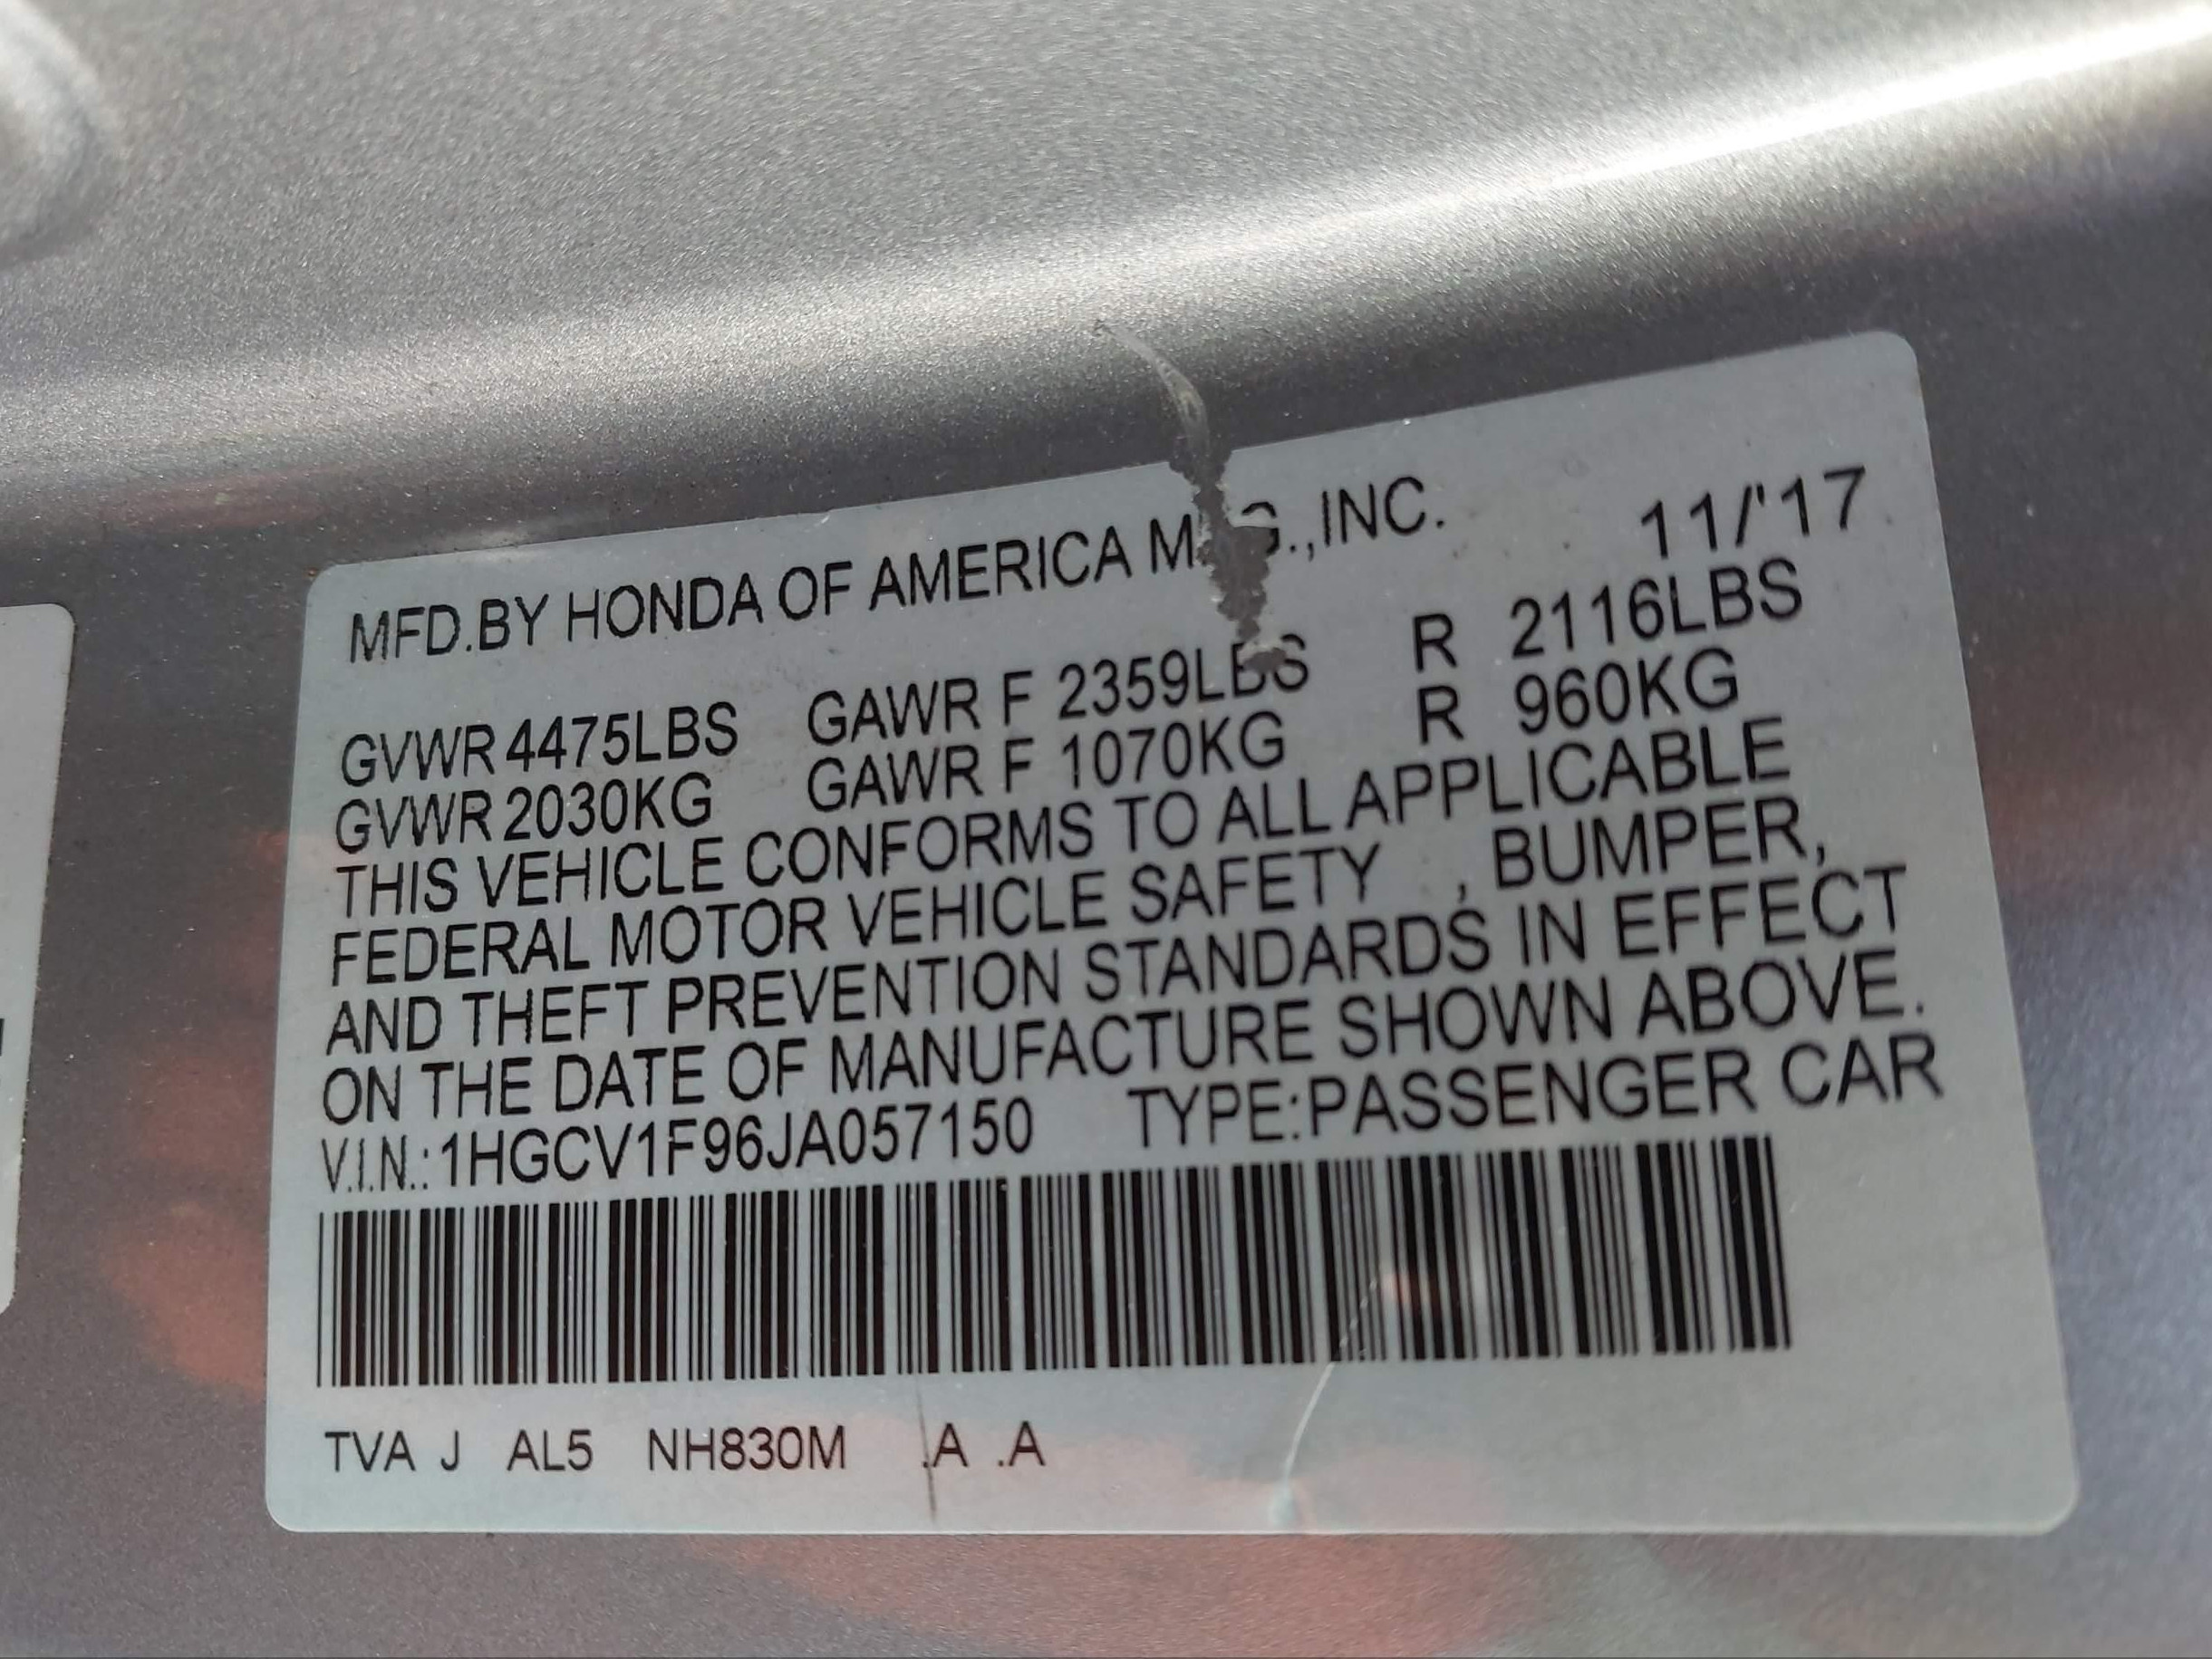 MFD.BY HONDA OF AMERICA M G.,INC. 11/'17
GVWR 4475LBS GAWR F 2359LBS R 2116LBS
GVWR 2030KG GAWR F 1070KG R 960KG
THIS VEHICLE CONFORMS TO ALL APPLICABLE
FEDERAL MOTOR VEHICLE SAFETY , BUMPER,
AND THEFT PREVENTION STANDARDS IN EFFECT
ON THE DATE OF MANUFACTURE SHOWN ABOVE.
V.I.N.: 1HGCV1F96JA057150 TYPE:PASSENGER CAR
TVA J AL5 NH830M .A .A